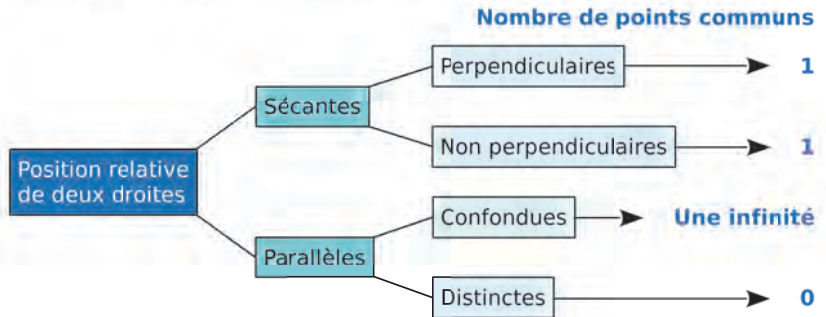 Nombre de points communs
Perpendiculaires
1
Sécantes
Non perpendiculaires
1
Position relative
de deux droites
Confondues
Une infinité
Parallèles
Distinctes
0